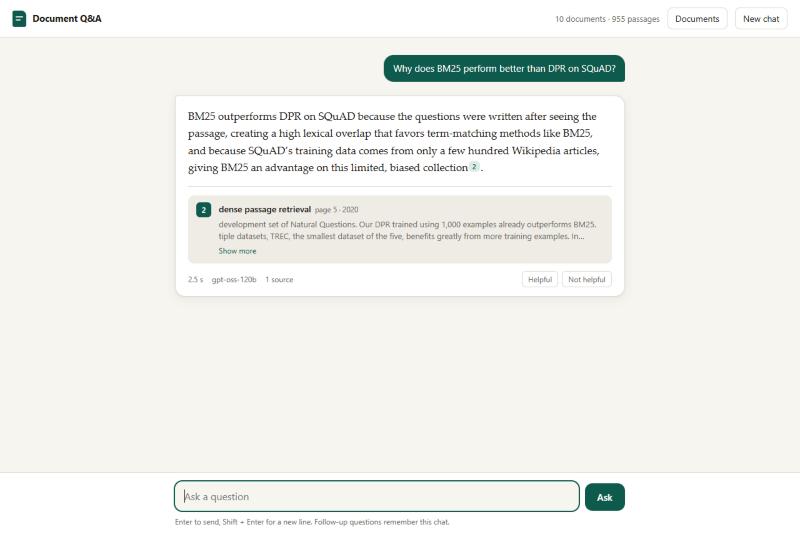 Document Q&A
10 documents · 955 passages
Documents
New chat
Why does BM25 perform better than DPR on SQuAD?
BM25 outperforms DPR on SQuAD because the questions were written after seeing the
passage, creating a high lexical overlap that favors term-matching methods like BM25,
and because SQuAD's training data comes from only a few hundred Wikipedia articles,
giving BM25 an advantage on this limited, biased collection 2 .
2 dense passage retrieval page 5 · 2020
development set of Natural Questions. Our DPR trained using 1,000 examples already outperforms BM25.
tiple datasets, TREC, the smallest dataset of the five, benefits greatly from more training examples. In...
Show more
2.5 s gpt-oss-120b 1 source
Helpful
Not helpful
Ask a question
Ask
Enter to send, Shift + Enter for a new line. Follow-up questions remember this chat.